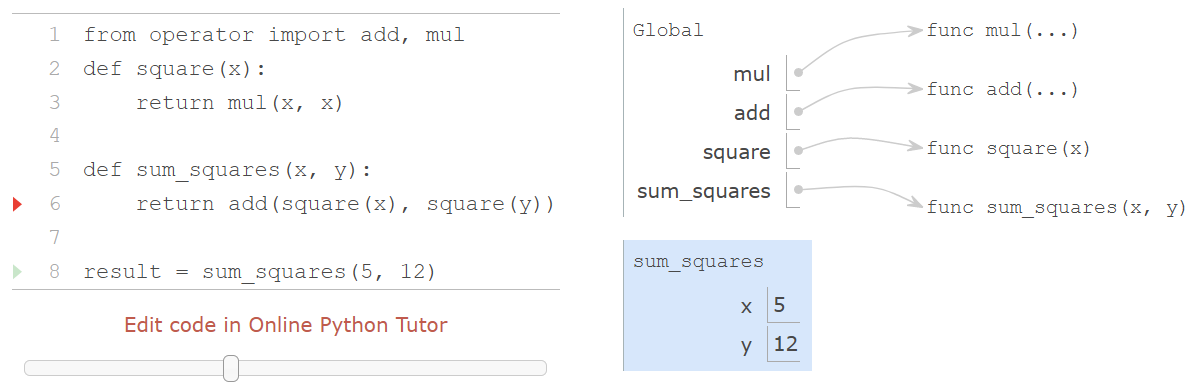 1 from operator import add, mul
2 def square(x):
3     return mul(x, x)
4
5 def sum_squares(x, y):
6     return add(square(x), square(y))
7
8 result = sum_squares(5, 12)
Edit code in Online Python Tutor
Global
mul
add
square
sum_squares
func mul(...)
func add(...)
func square(x)
func sum_squares(x, y)
sum_squares
x 5
y 12